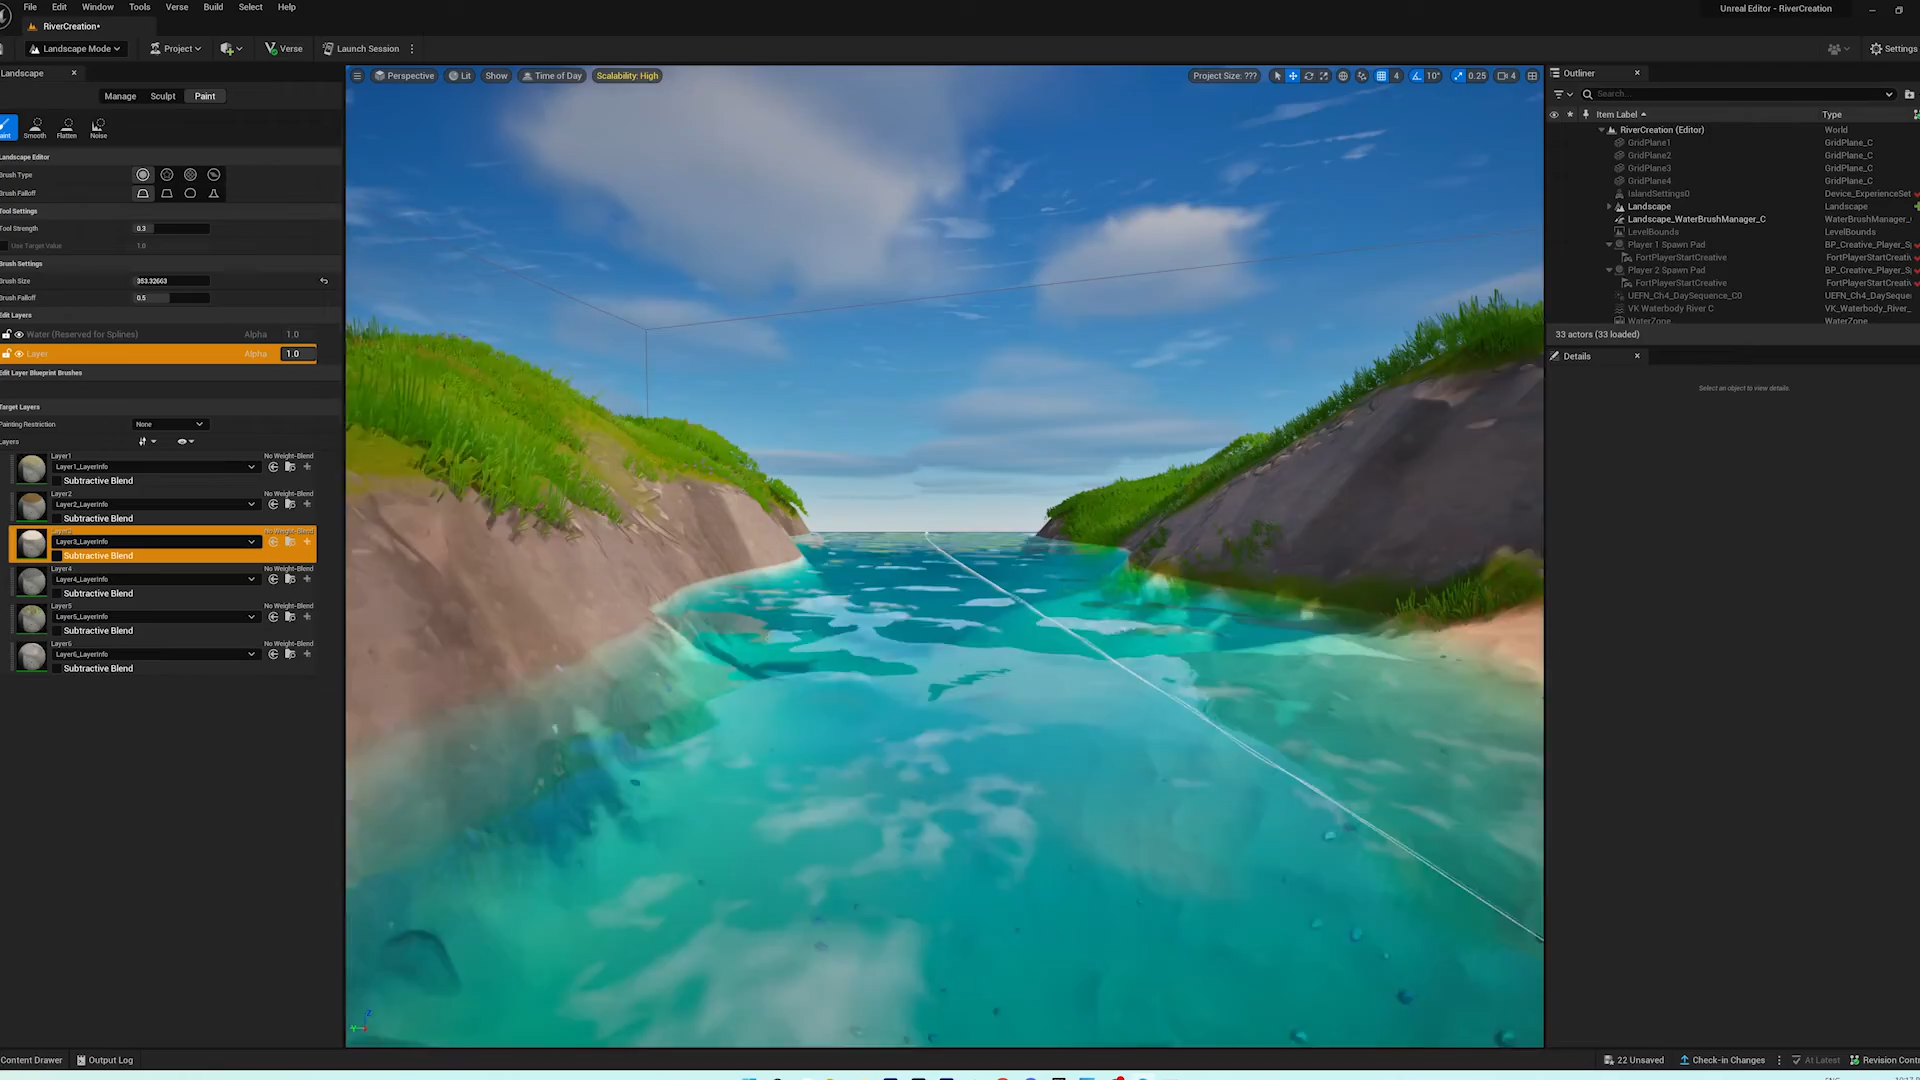 File Edit Window Tools Verse Build Select Help
Unreal Editor - RiverCreation
RiverCreation*
Landscape Mode Project Verse Launch Session Settings
Landscape
Perspective Lit Show Time of Day Scalability: High Project Size: ??? 4 10° 0.25 4
Outliner
Manage Sculpt Paint
Search...
Item Label Type
Smooth Flatten Noise
RiverCreation (Editor) World
GridPlane1 GridPlane_C
GridPlane2 GridPlane_C
GridPlane3 GridPlane_C
GridPlane4 GridPlane_C
IslandSettings0 Device_ExperienceSet
Landscape Landscape
Landscape_WaterBrushManager_C WaterBrushManager_
LevelBounds LevelBounds
Player 1 Spawn Pad BP_Creative_Player_S
FortPlayerStartCreative FortPlayerStartCreati
Player 2 Spawn Pad BP_Creative_Player_S
FortPlayerStartCreative FortPlayerStartCreati
UEFN_Ch4_DaySequence_C0 UEFN_Ch4_DaySeque
VK Waterbody River C VK_Waterbody_River_
WaterZone WaterZone
33 actors (33 loaded)
Details
Select an object to view details.
Landscape Editor
Brush Type
Brush Falloff
Tool Settings
Tool Strength 0.3
Use Target Value 1.0
Brush Settings
Brush Size 353.32663
Brush Falloff 0.5
Edit Layers
Water (Reserved for Splines) Alpha 1.0
Layer Alpha 1.0
Edit Layer Blueprint Brushes
Target Layers
Painting Restriction None
Layers
Layer1 No Weight-Blend
Layer1_LayerInfo
Subtractive Blend
Layer2 No Weight-Blend
Layer2_LayerInfo
Subtractive Blend
No Weight-Blend
Layer3_LayerInfo
Subtractive Blend
Layer4 No Weight-Blend
Layer4_LayerInfo
Subtractive Blend
Layer5 No Weight-Blend
Layer5_LayerInfo
Subtractive Blend
Layer6 No Weight-Blend
Layer6_LayerInfo
Subtractive Blend
Z
Y
Content Drawer Output Log 22 Unsaved Check-in Changes At Latest Revision Contr